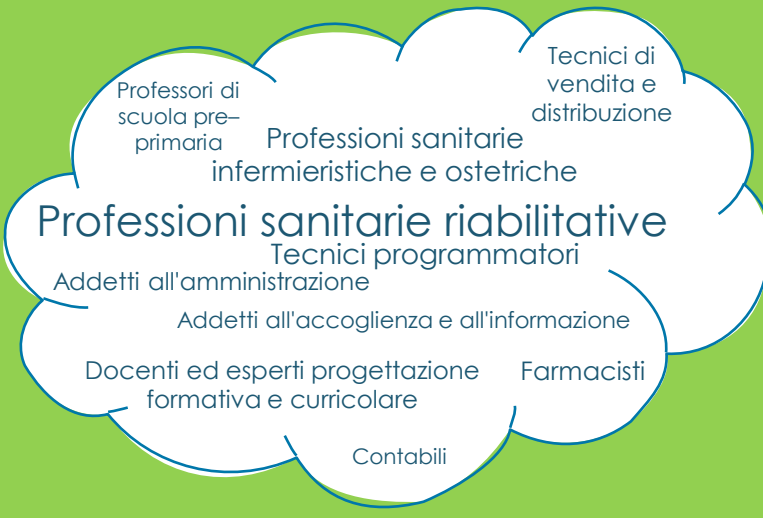 Tecnici di
vendita e
distribuzione
Professori di
scuola pre–
primaria
Professioni sanitarie
infermieristiche e ostetriche
Professioni sanitarie riabilitative
Tecnici programmatori
Addetti all'amministrazione
Addetti all'accoglienza e all'informazione
Docenti ed esperti progettazione
formativa e curricolare
Farmacisti
Contabili